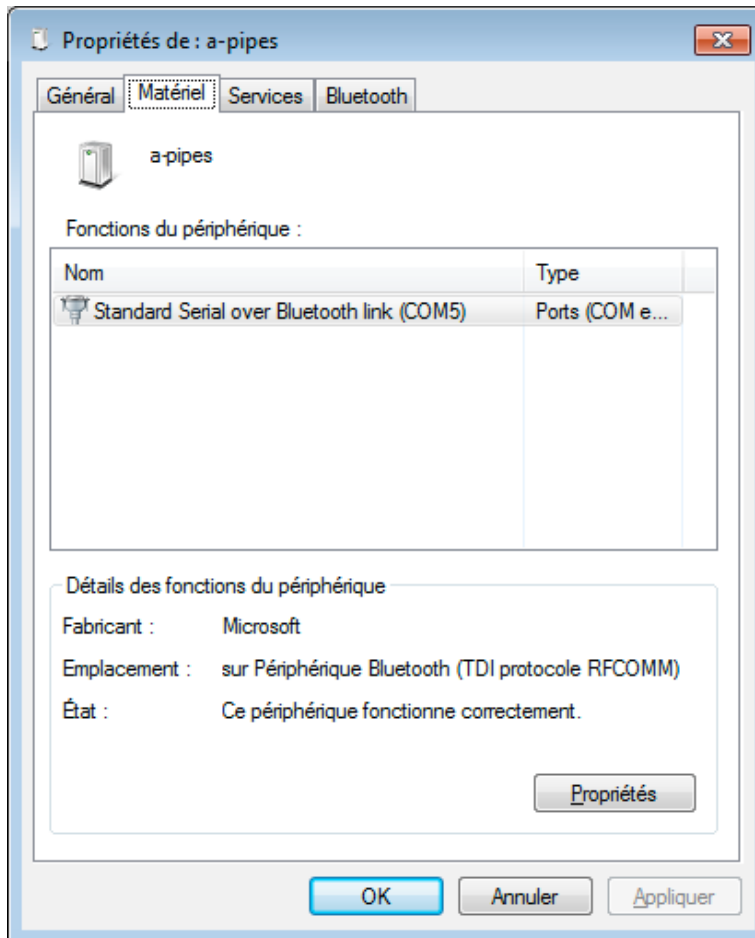 Propriétés de : a-pipes
Général Matériel Services Bluetooth
a-pipes
Fonctions du périphérique :
Nom Type
Standard Serial over Bluetooth link (COM5) Ports (COM e...
Détails des fonctions du périphérique
Fabricant : Microsoft
Emplacement : sur Périphérique Bluetooth (TDI protocole RFCOMM)
État : Ce périphérique fonctionne correctement.
Propriétés
OK Annuler Appliquer